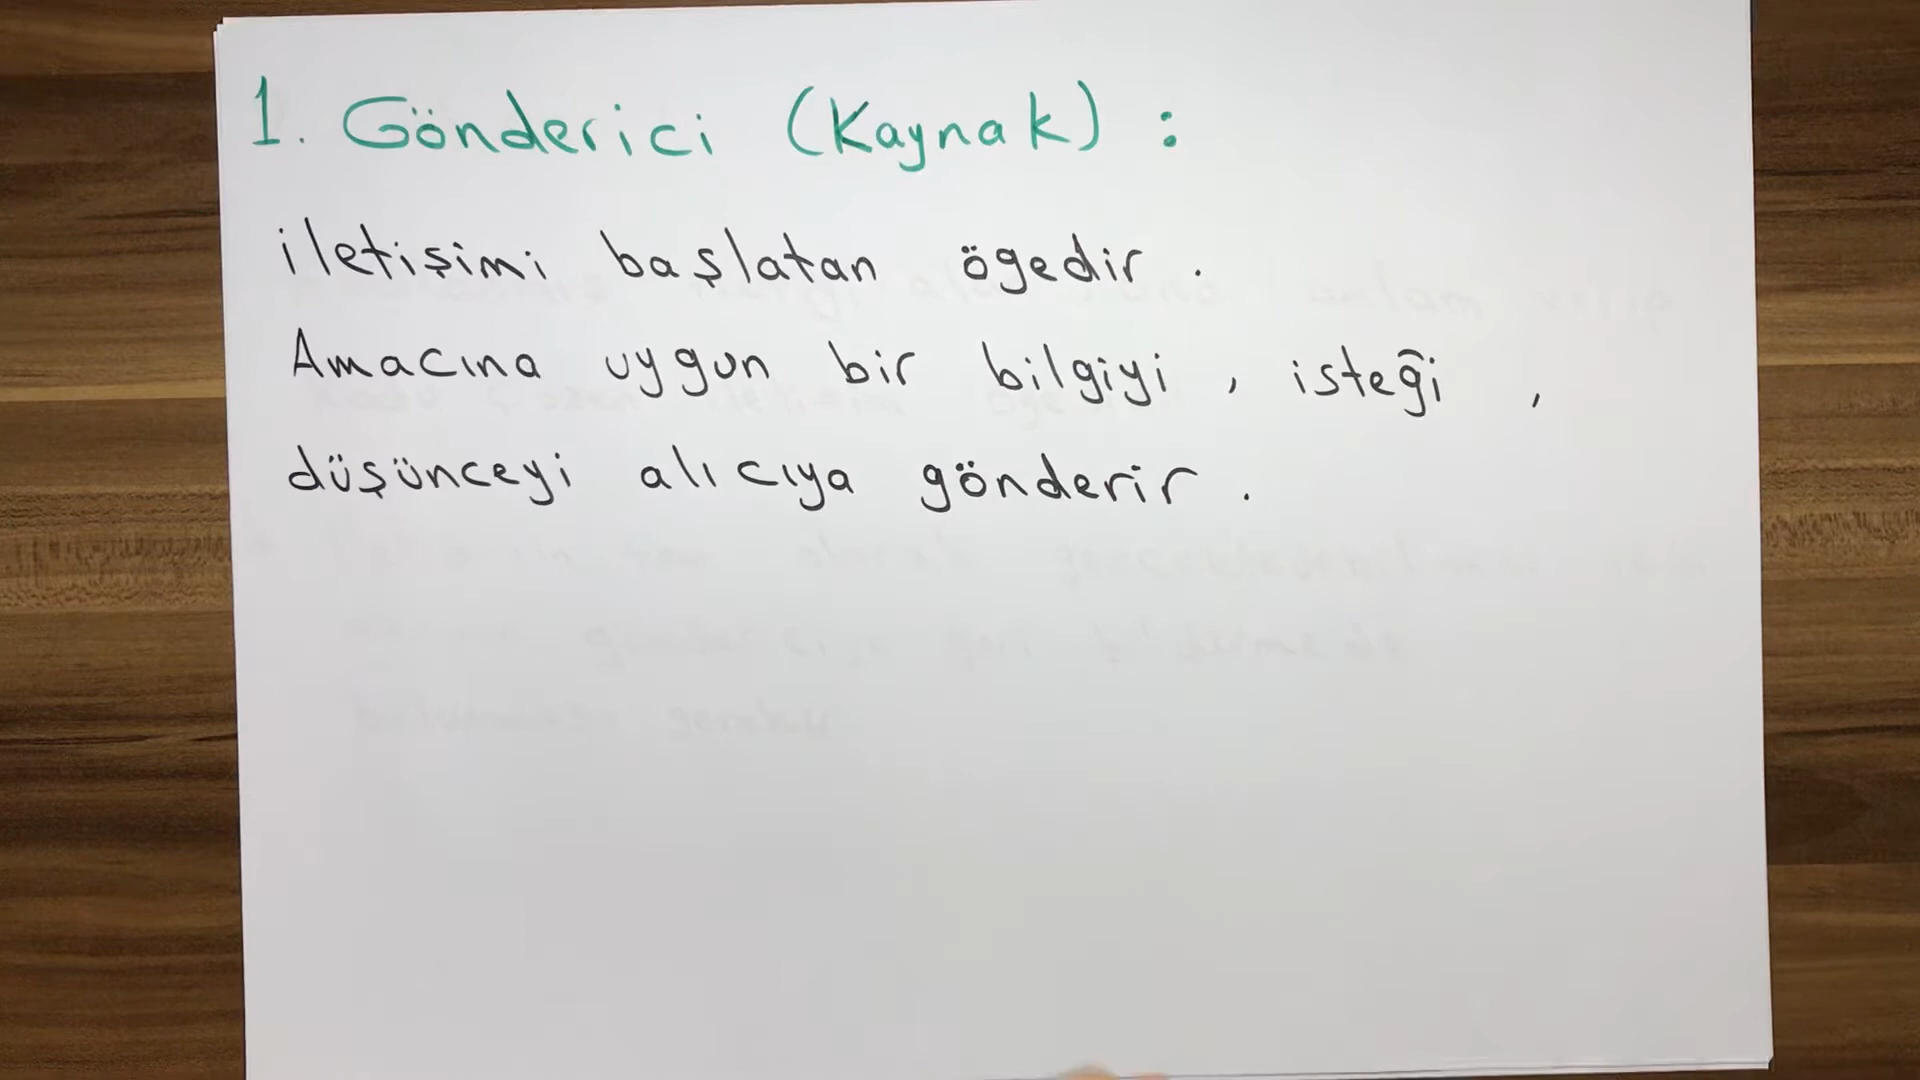 1. Gönderici (Kaynak) :
iletişimi başlatan ögedir .
Amacına uygun bir bilgiyi , isteği ,
düşünceyi alıcıya gönderir .